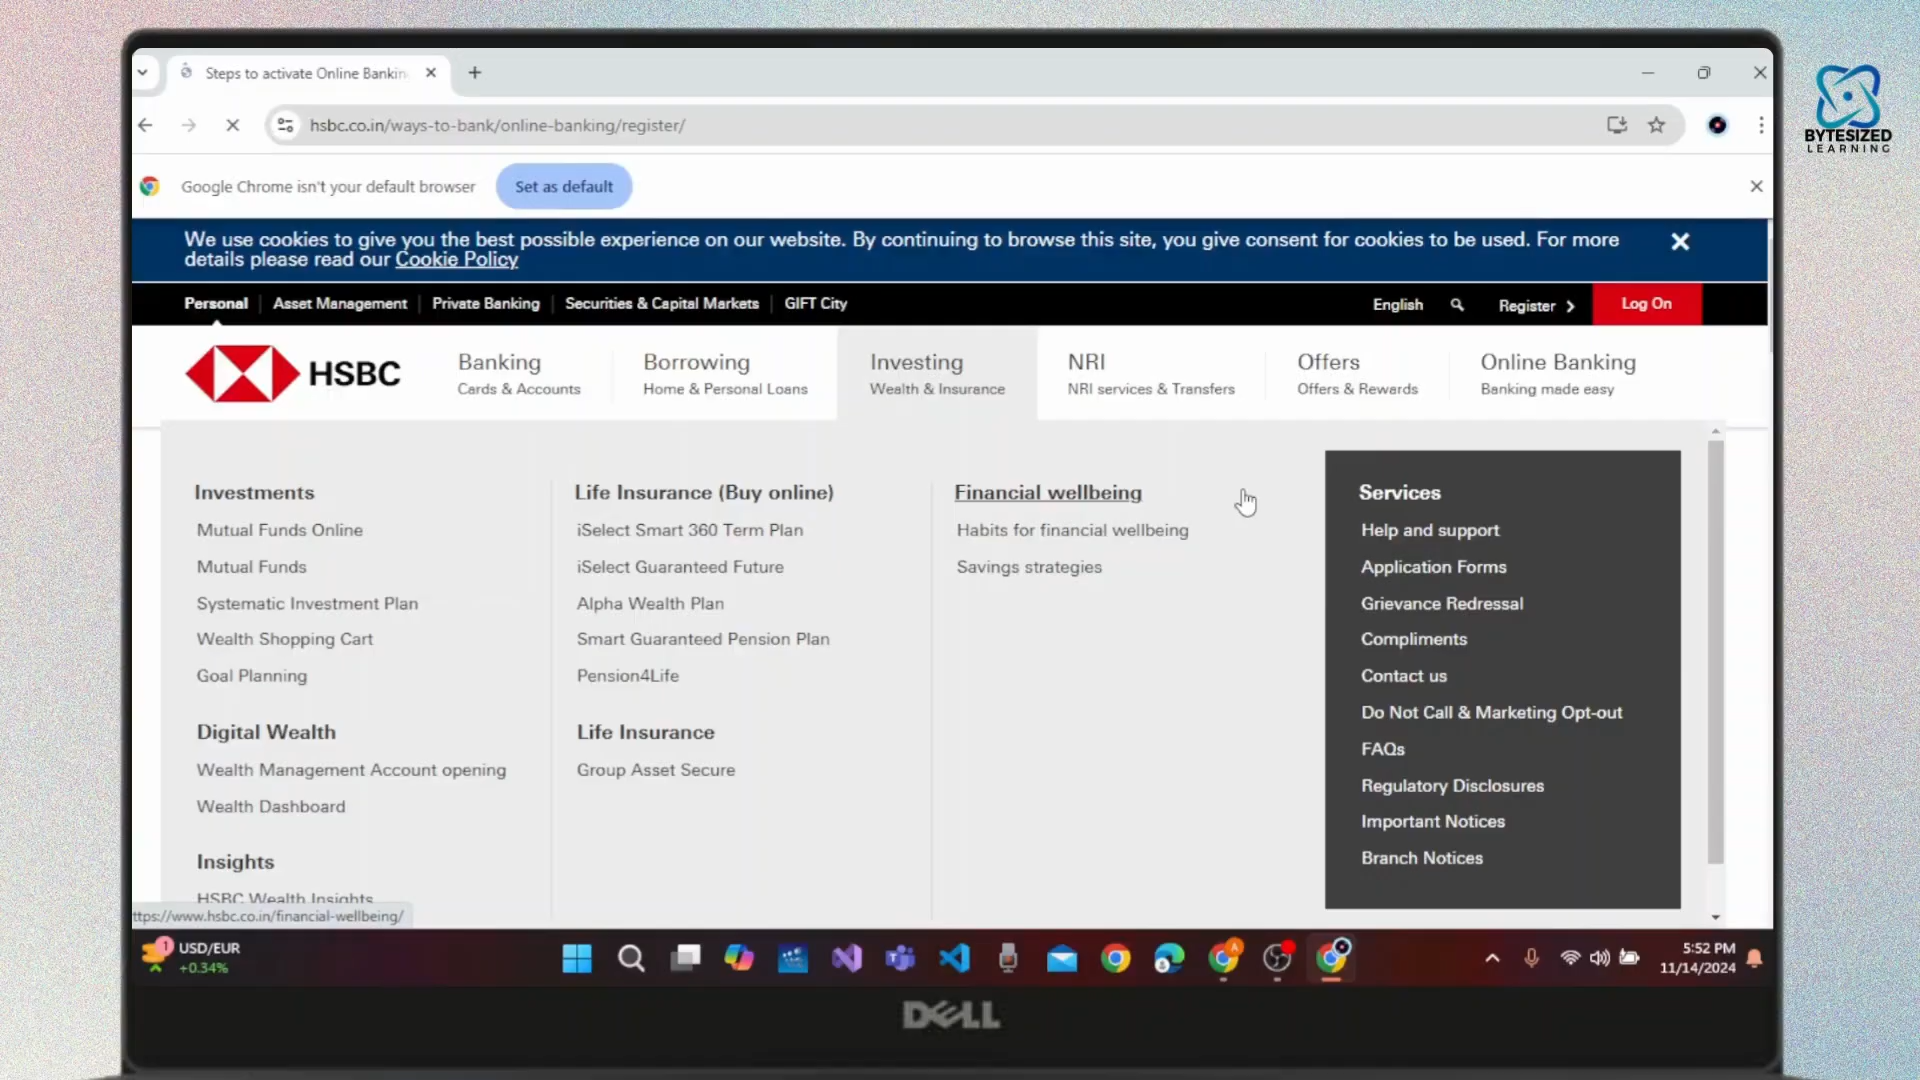 Steps to activate Online Bankin
hsbc.co.in/ways-to-bank/online-banking/register/
Google Chrome isn't your default browser
Set as default
We use cookies to give you the best possible experience on our website. By continuing to browse this site, you give consent for cookies to be used. For more
details please read our Cookie Policy
Personal Asset Management Private Banking Securities & Capital Markets GIFT City English Register Log On
HSBC
Banking
Cards & Accounts
Borrowing
Home & Personal Loans
Investing
Wealth & Insurance
NRI
NRI services & Transfers
Offers
Offers & Rewards
Online Banking
Banking made easy
Investments
Mutual Funds Online
Mutual Funds
Systematic Investment Plan
Wealth Shopping Cart
Goal Planning
Digital Wealth
Wealth Management Account opening
Wealth Dashboard
Insights
HSBC Wealth Insights
Life Insurance (Buy online)
iSelect Smart 360 Term Plan
iSelect Guaranteed Future
Alpha Wealth Plan
Smart Guaranteed Pension Plan
Pension4Life
Life Insurance
Group Asset Secure
Financial wellbeing
Habits for financial wellbeing
Savings strategies
Services
Help and support
Application Forms
Grievance Redressal
Compliments
Contact us
Do Not Call & Marketing Opt-out
FAQs
Regulatory Disclosures
Important Notices
Branch Notices
ttps://www.hsbc.co.in/financial-wellbeing/
1
USD/EUR
+0.34%
5:52 PM
11/14/2024
DELL
BYTESIZED
LEARNING